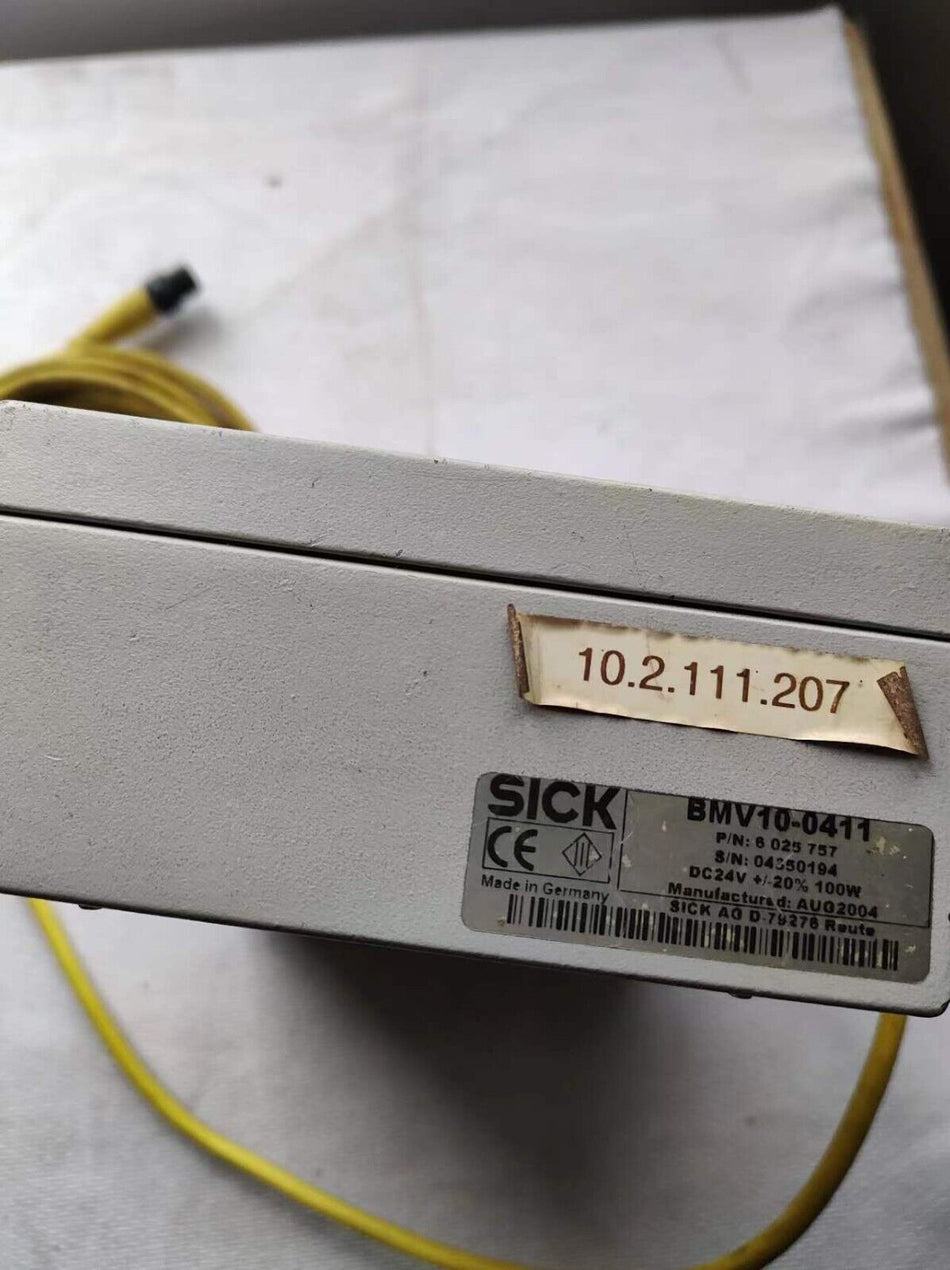 10.2.111.207
SICK
BMV10-0411
P/N: 6 025 757
S/N: 04350194
DC24V +/-20% 100W
Manufactured: AUG2004
SICK AG D-79276 Reute
CE
Made in Germany